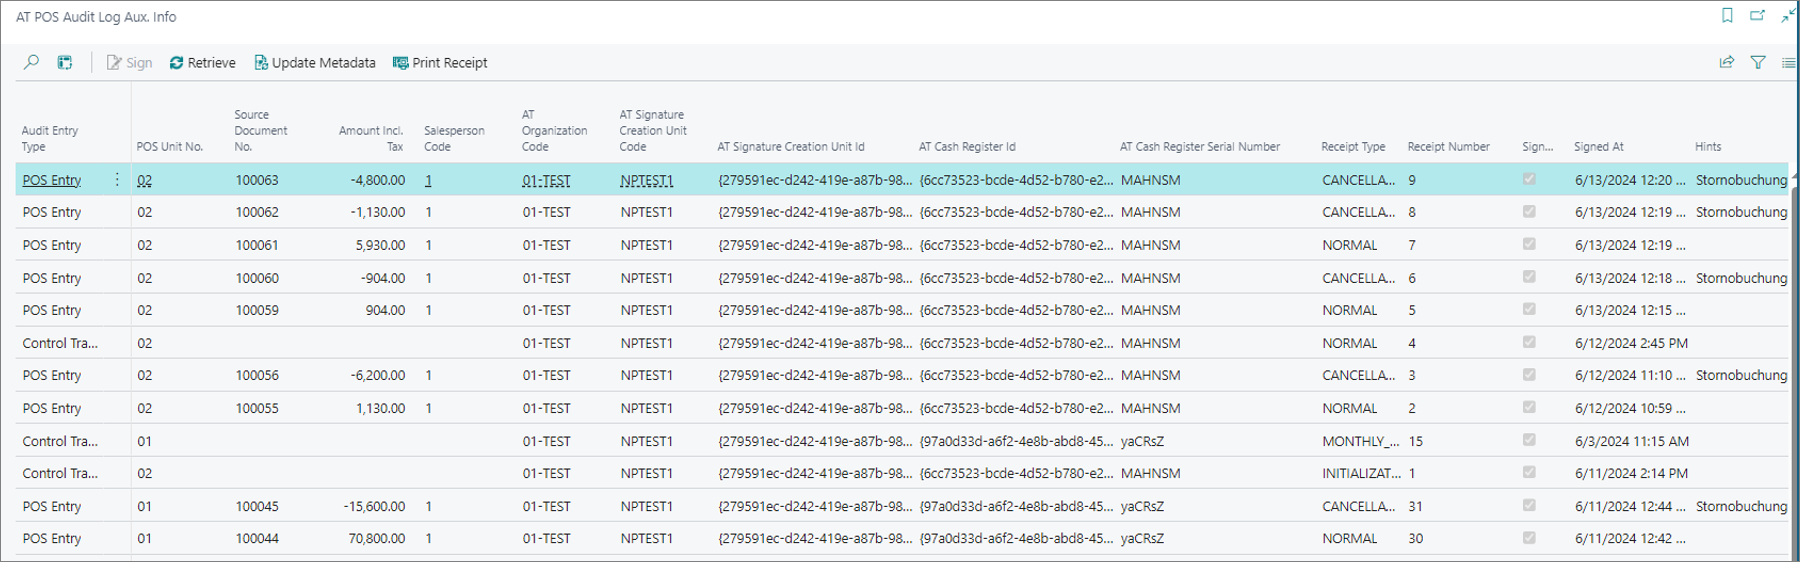 AT POS Audit Log Aux. Info
Sign Retrieve Update Metadata Print Receipt
Audit Entry Type POS Unit No. Source Document No. Amount Incl. Tax Salesperson Code AT Organization Code AT Signature Creation Unit Code AT Signature Creation Unit Id AT Cash Register Id AT Cash Register Serial Number Receipt Type Receipt Number Sign... Signed At Hints
POS Entry 02 100063 -4,800.00 1 01-TEST NPTEST1 {279591ec-d242-419e-a87b-98... {6cc73523-bcde-4d52-b780-e2... MAHNSM CANCELLA... 9 6/13/2024 12:20 ... Stornobuchung
POS Entry 02 100062 -1,130.00 1 01-TEST NPTEST1 {279591ec-d242-419e-a87b-98... {6cc73523-bcde-4d52-b780-e2... MAHNSM CANCELLA... 8 6/13/2024 12:19 ... Stornobuchung
POS Entry 02 100061 5,930.00 1 01-TEST NPTEST1 {279591ec-d242-419e-a87b-98... {6cc73523-bcde-4d52-b780-e2... MAHNSM NORMAL 7 6/13/2024 12:19 ...
POS Entry 02 100060 -904.00 1 01-TEST NPTEST1 {279591ec-d242-419e-a87b-98... {6cc73523-bcde-4d52-b780-e2... MAHNSM CANCELLA... 6 6/13/2024 12:18 ... Stornobuchung
POS Entry 02 100059 904.00 1 01-TEST NPTEST1 {279591ec-d242-419e-a87b-98... {6cc73523-bcde-4d52-b780-e2... MAHNSM NORMAL 5 6/13/2024 12:15 ...
Control Tra... 02 01-TEST NPTEST1 {279591ec-d242-419e-a87b-98... {6cc73523-bcde-4d52-b780-e2... MAHNSM NORMAL 4 6/12/2024 2:45 PM
POS Entry 02 100056 -6,200.00 1 01-TEST NPTEST1 {279591ec-d242-419e-a87b-98... {6cc73523-bcde-4d52-b780-e2... MAHNSM CANCELLA... 3 6/12/2024 11:10 ... Stornobuchung
POS Entry 02 100055 1,130.00 1 01-TEST NPTEST1 {279591ec-d242-419e-a87b-98... {6cc73523-bcde-4d52-b780-e2... MAHNSM NORMAL 2 6/12/2024 10:59 ...
Control Tra... 01 01-TEST NPTEST1 {279591ec-d242-419e-a87b-98... {97a0d33d-a6f2-4e8b-abd8-45... yaCRsZ MONTHLY_... 15 6/3/2024 11:15 AM
Control Tra... 02 01-TEST NPTEST1 {279591ec-d242-419e-a87b-98... {6cc73523-bcde-4d52-b780-e2... MAHNSM INITIALIZAT... 1 6/11/2024 2:14 PM
POS Entry 01 100045 -15,600.00 1 01-TEST NPTEST1 {279591ec-d242-419e-a87b-98... {97a0d33d-a6f2-4e8b-abd8-45... yaCRsZ CANCELLA... 31 6/11/2024 12:44 ... Stornobuchung
POS Entry 01 100044 70,800.00 1 01-TEST NPTEST1 {279591ec-d242-419e-a87b-98... {97a0d33d-a6f2-4e8b-abd8-45... yaCRsZ NORMAL 30 6/11/2024 12:42 ...